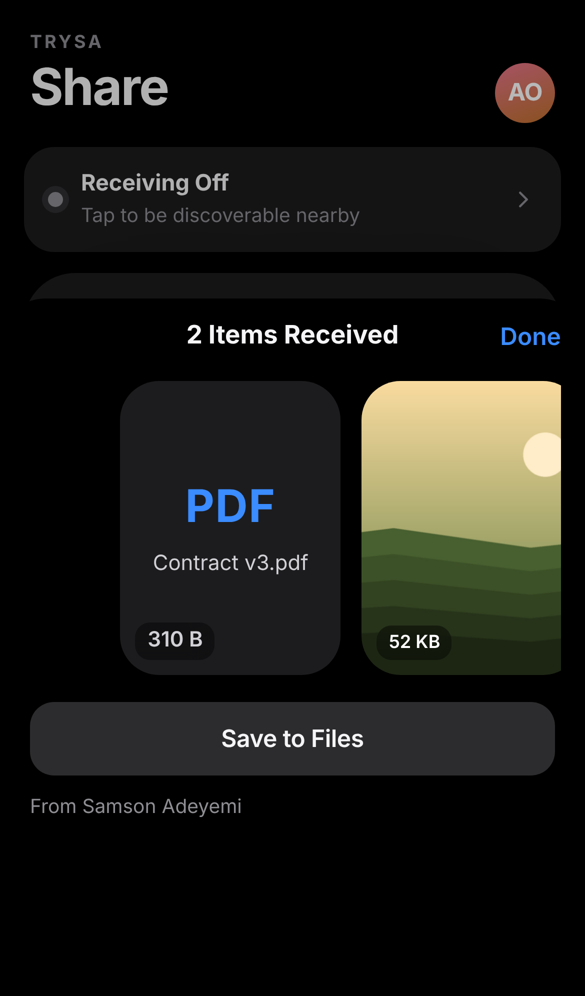 TRYSA
Share
AO
Receiving Off
Tap to be discoverable nearby
2 Items Received
Done
PDF
Contract v3.pdf
310 B
52 KB
Save to Files
From Samson Adeyemi